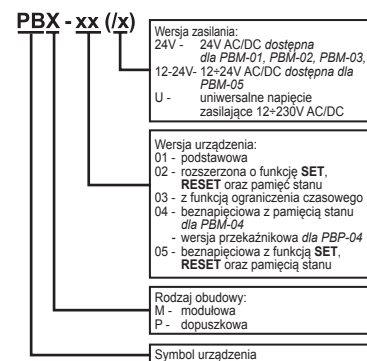 PBX - xx (/x)
Wersja zasilania:
24V - 24V AC/DC dostępna
dla PBM-01, PBM-02, PBM-03,
12-24V- 12÷24V AC/DC dostępna dla
PBM-05
U - uniwersalne napięcie
zasilające 12÷230V AC/DC
Wersja urządzenia:
01 - podstawowa
02 - rozszerzona o funkcję SET,
RESET oraz pamięć stanu
03 - z funkcją ograniczenia czasowego
04 - beznapięciowa z pamięcią stanu
dla PBM-04
- wersja przekaźnikowa dla PBP-04
05 - beznapięciowa z funkcją SET,
RESET oraz pamięcią stanu
Rodzaj obudowy:
M - modułowa
P - dopuszkowa
Symbol urządzenia